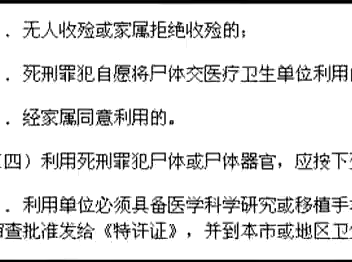 ．无人收殓或家属拒绝收殓的；
．死刑罪犯自愿将尸体交医疗卫生单位利用
．经家属同意利用的。
四）利用死刑罪犯尸体或尸体器官，应按下
．利用单位必须具备医学科学研究或移植手
审查批准发给《特许证》，并到本市或地区卫